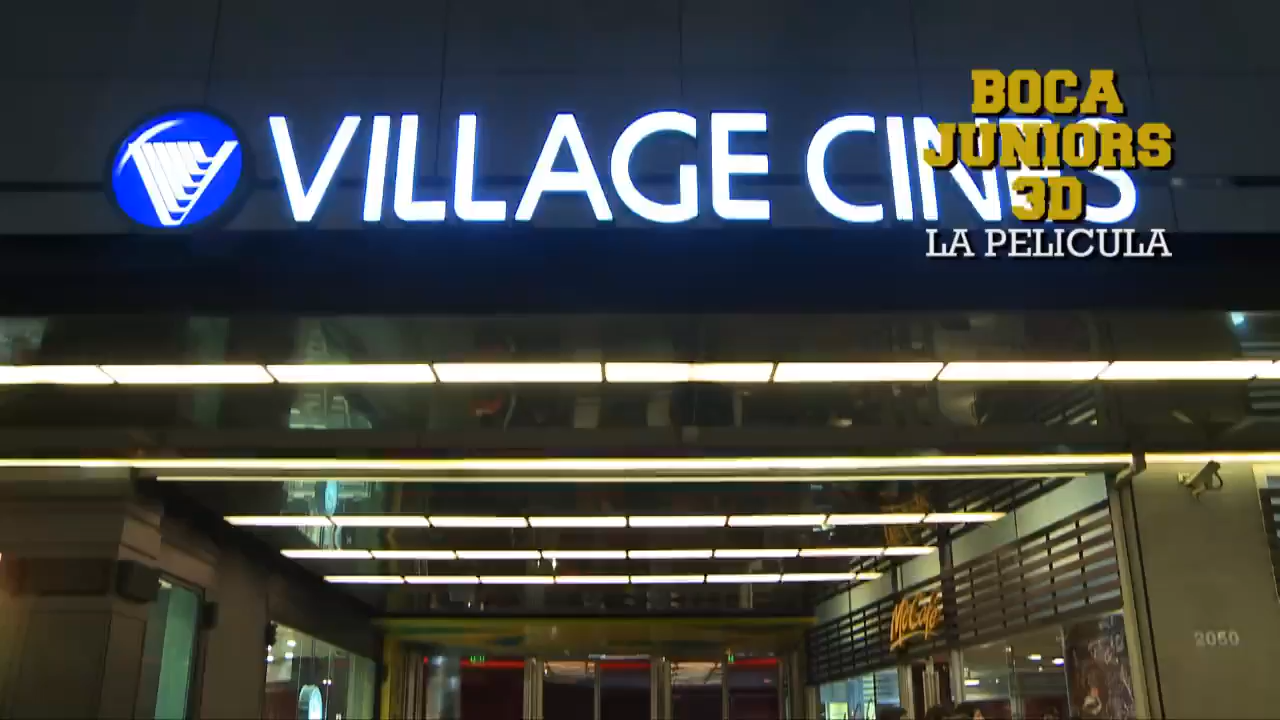 VILLAGE CINES
BOCA
JUNIORS
3D
LA PELICULA
McCafé
2050